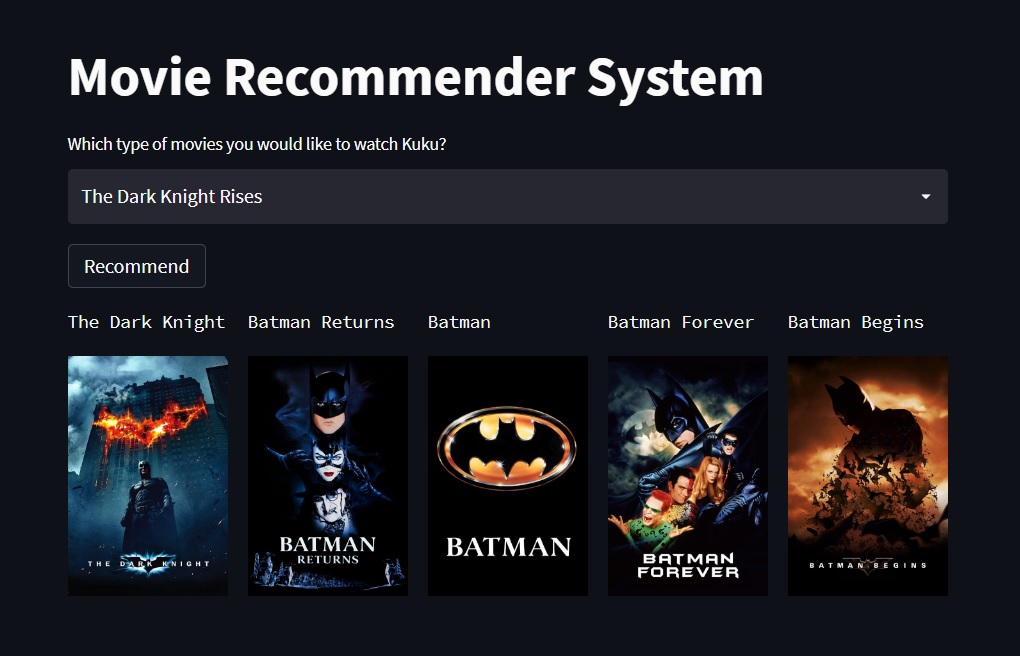 Movie Recommender System
Which type of movies you would like to watch Kuku?
The Dark Knight Rises
Recommend
The Dark Knight
Batman Returns
Batman
Batman Forever
Batman Begins
THE DARK KNIGHT
BATMAN
RETURNS
BATMAN
BATMAN
FOREVER
BATMAN BEGINS